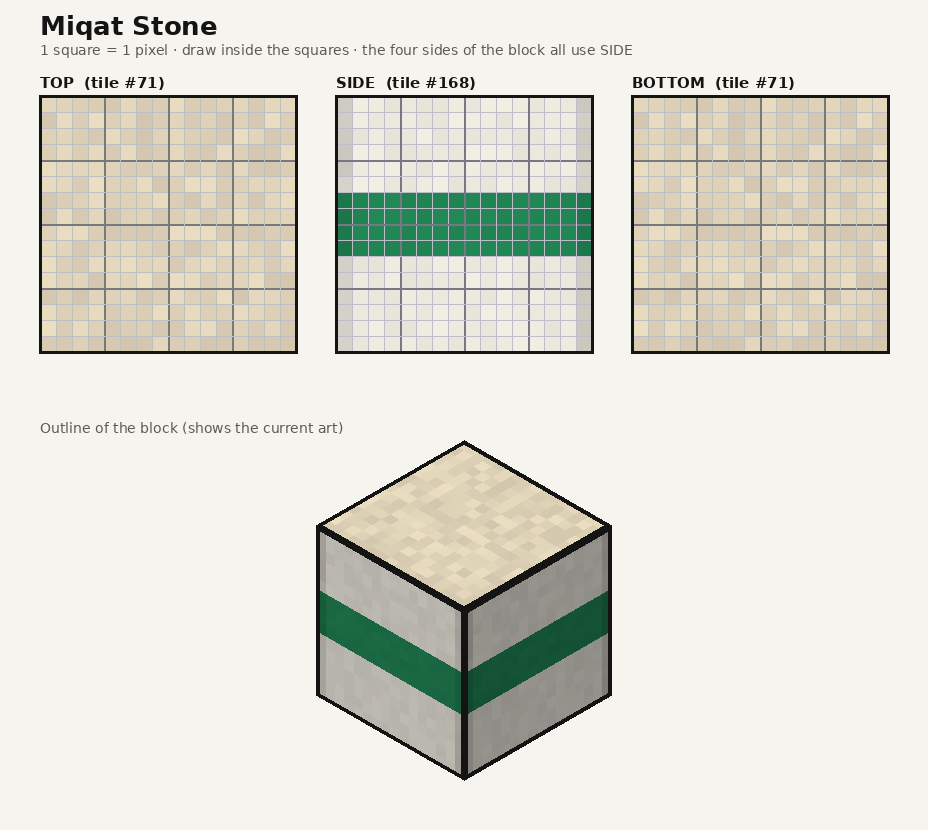 Miqat Stone
1 square = 1 pixel · draw inside the squares · the four sides of the block all use SIDE
TOP (tile #71)
SIDE (tile #168)
BOTTOM (tile #71)
Outline of the block (shows the current art)